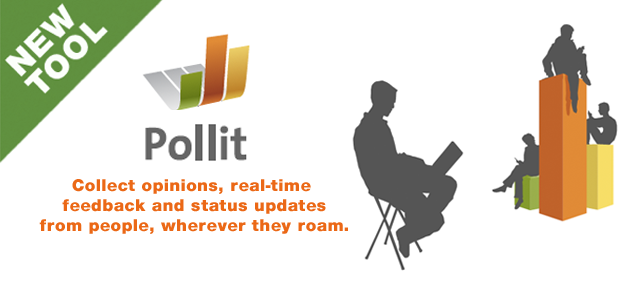 NEW
TOOL
Pollit
Collect opinions, real-time
feedback and status updates
from people, wherever they roam.